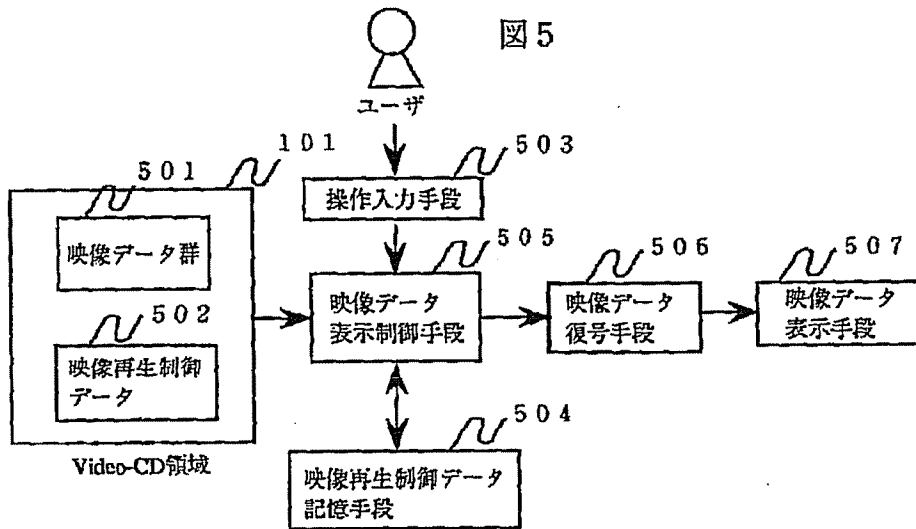 図5
ユーザ
503
操作入力手段
101
501
映像データ群
502
映像再生制御
データ
Video-CD領域
505
映像データ
表示制御手段
506
映像データ
復号手段
507
映像データ
表示手段
504
映像再生制御データ
記憶手段